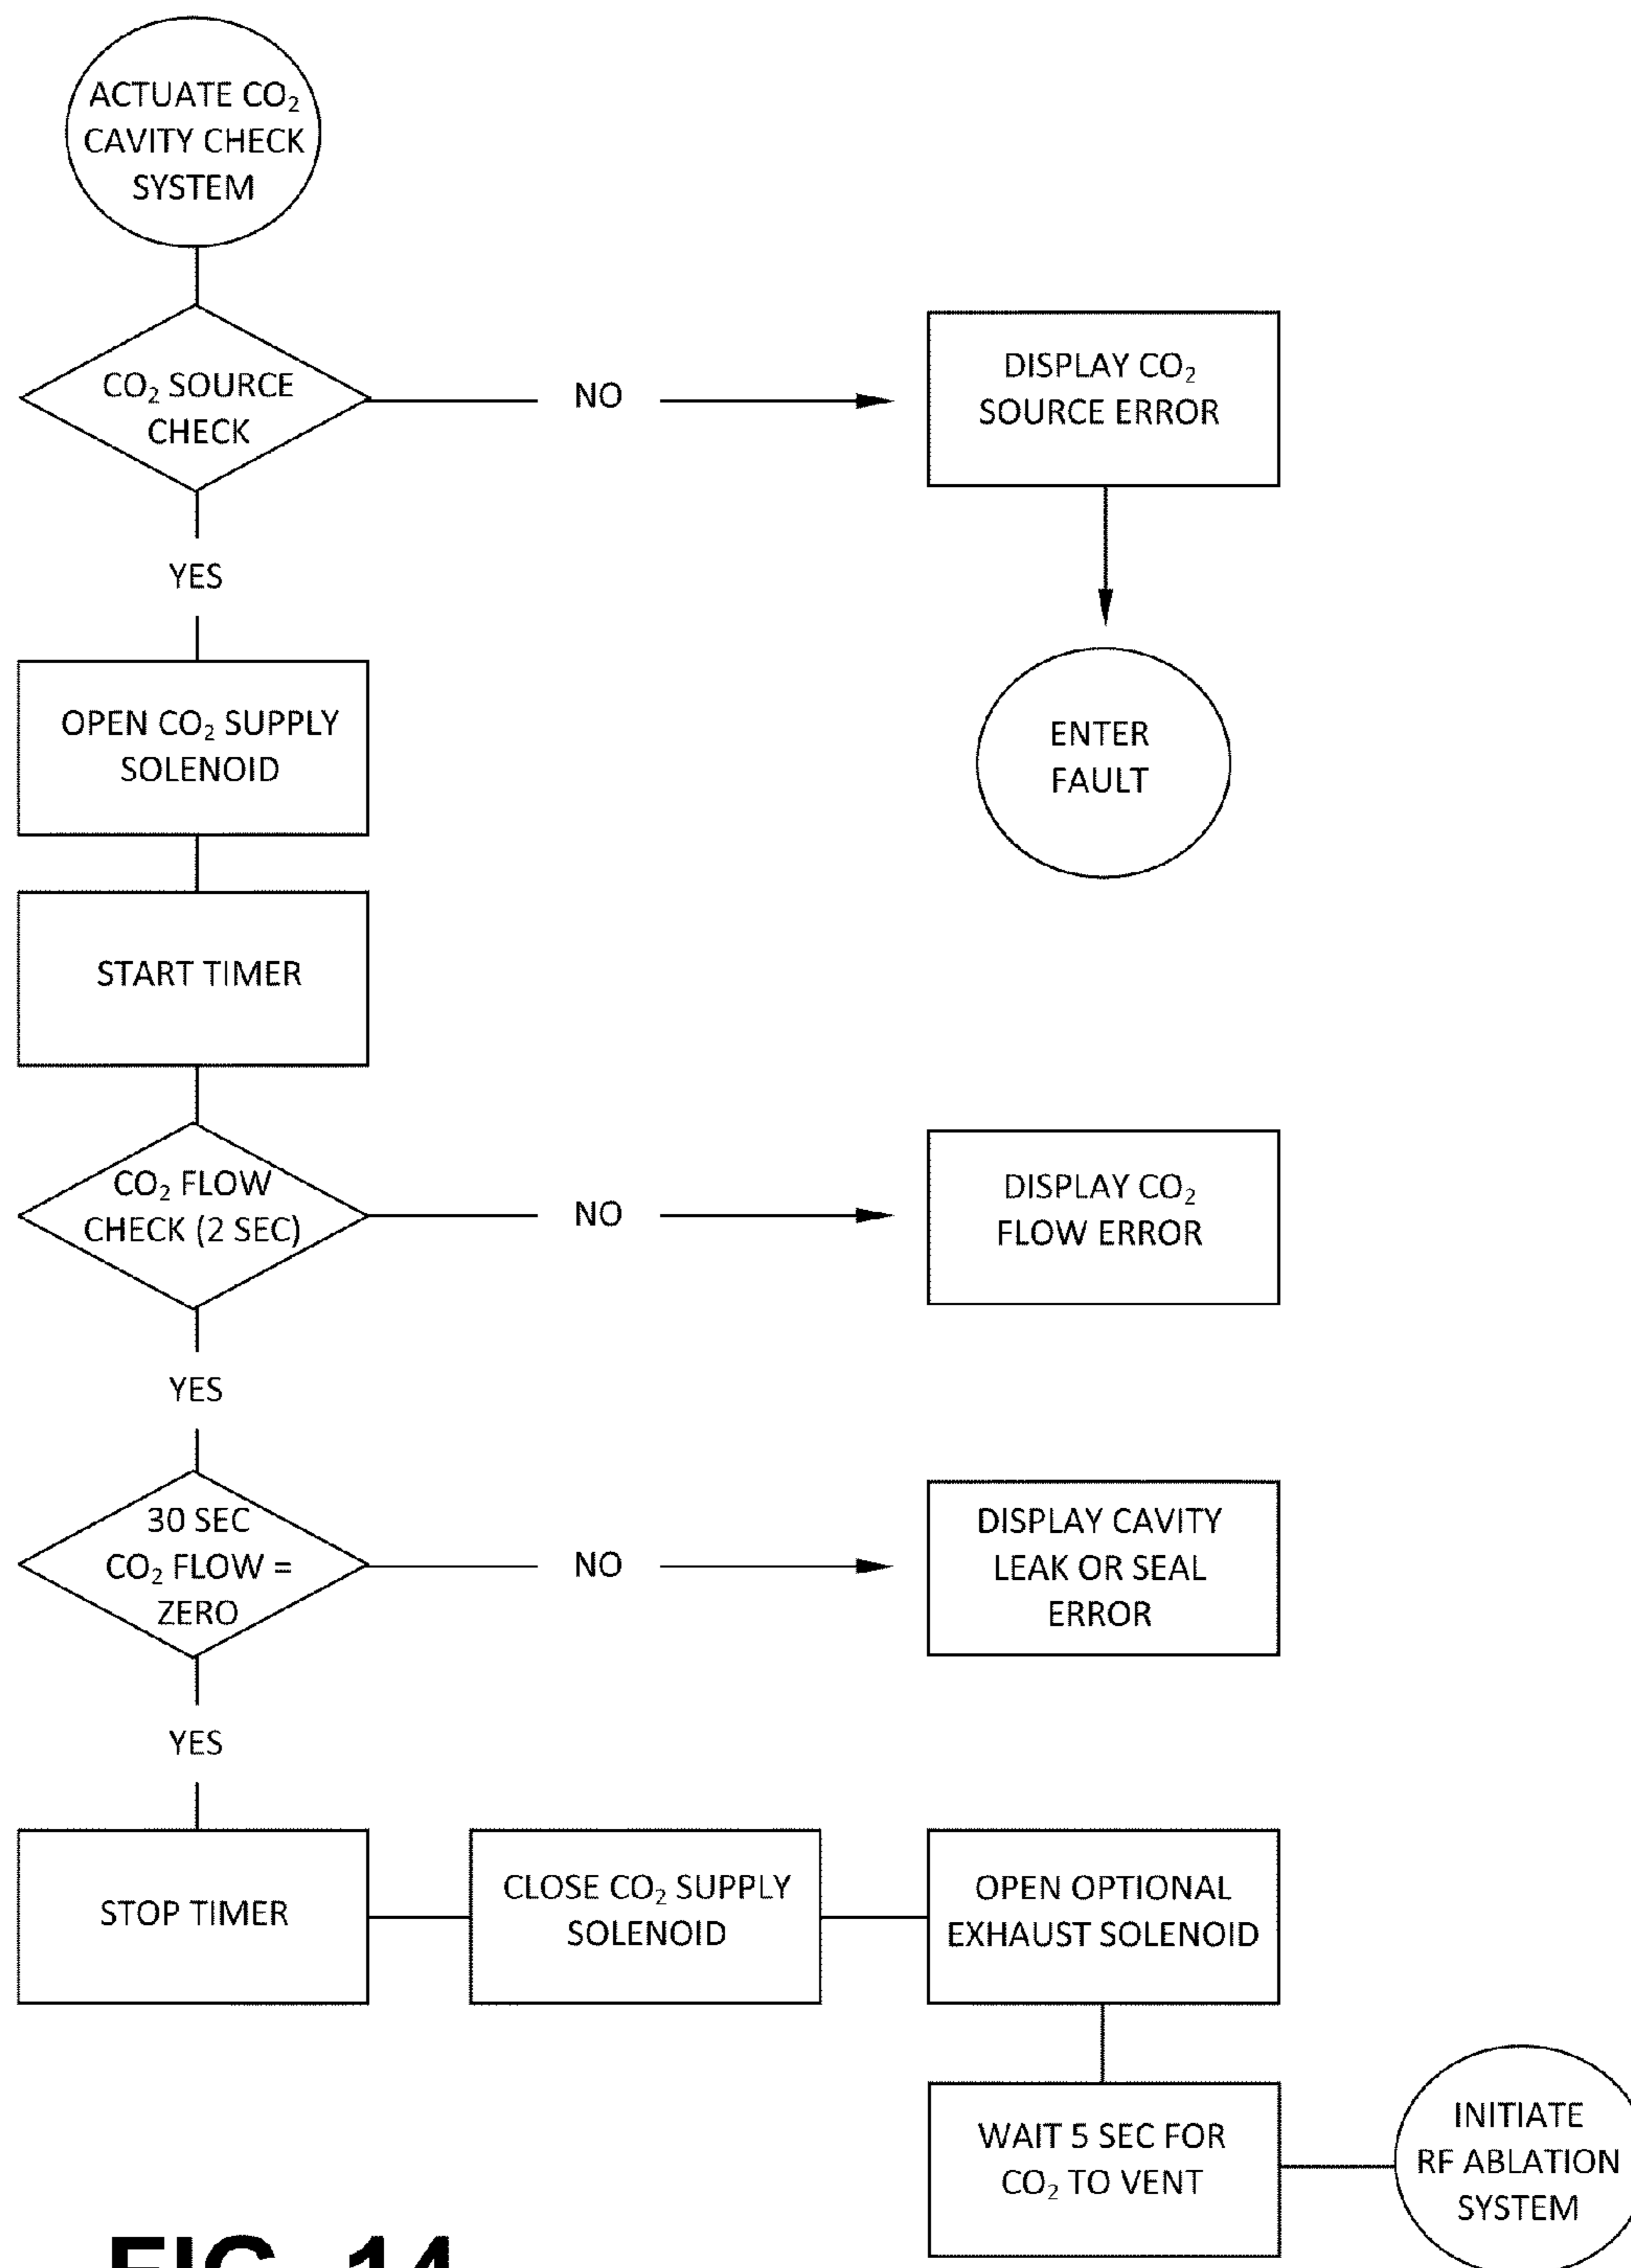 ACTUATE CO₂
CAVITY CHECK
SYSTEM
CO₂ SOURCE
CHECK
NO
DISPLAY CO₂
SOURCE ERROR
YES
ENTER
FAULT
OPEN CO₂ SUPPLY
SOLENOID
START TIMER
CO₂ FLOW
CHECK (2 SEC)
NO
DISPLAY CO₂
FLOW ERROR
YES
30 SEC
CO₂ FLOW =
ZERO
NO
DISPLAY CAVITY
LEAK OR SEAL
ERROR
YES
STOP TIMER
CLOSE CO₂ SUPPLY
SOLENOID
OPEN OPTIONAL
EXHAUST SOLENOID
WAIT 5 SEC FOR
CO₂ TO VENT
INITIATE
RF ABLATION
SYSTEM
FIG. 14